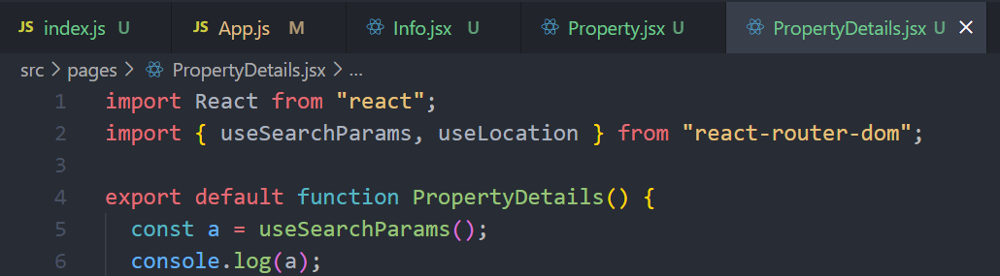 JS index.js U JS App.js M Info.jsx U Property.jsx U PropertyDetails.jsx U ×
src > pages > PropertyDetails.jsx > ...
1 import React from "react";
2 import { useSearchParams, useLocation } from "react-router-dom";
3
4 export default function PropertyDetails() {
5 const a = useSearchParams();
6 console.log(a);